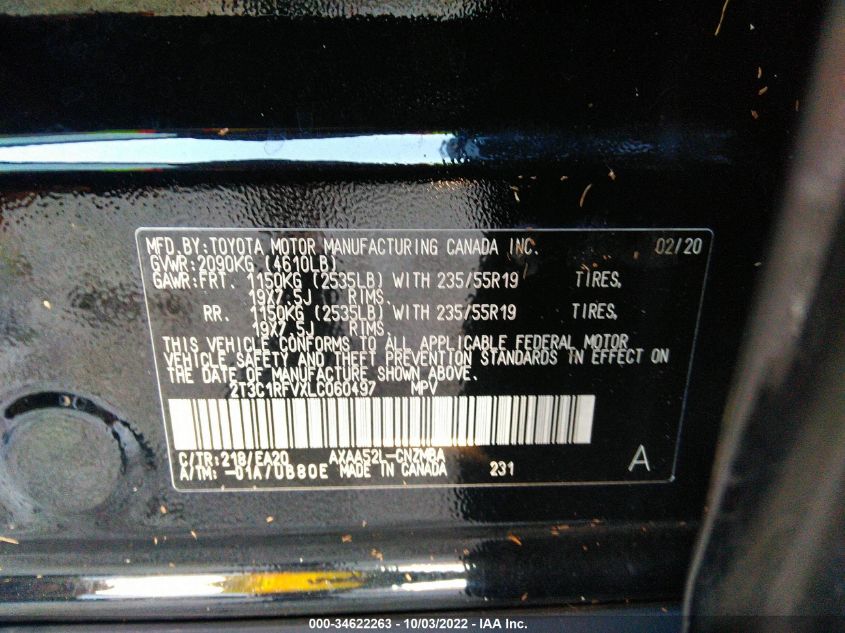 MFD.BY:TOYOTA MOTOR MANUFACTURING CANADA INC. 02/20
GVWR:2090KG (4610LB)
GAWR:FRT. 1150KG (2535LB) WITH 235/55R19 TIRES,
19X7.5J RIMS.
RR. 1150KG (2535LB) WITH 235/55R19 TIRES,
19X7.5J RIMS.
THIS VEHICLE CONFORMS TO ALL APPLICABLE FEDERAL MOTOR
VEHICLE SAFETY AND THEFT PREVENTION STANDARDS IN EFFECT ON
THE DATE OF MANUFACTURE SHOWN ABOVE.
2T3C1RFVXLC060497 MPV
C/TR:218/EA20 AXAA52L-CNZMBA A
A/TM:-01A/DB80E MADE IN CANADA 231
000-34622263 - 10/03/2022 - IAA Inc.